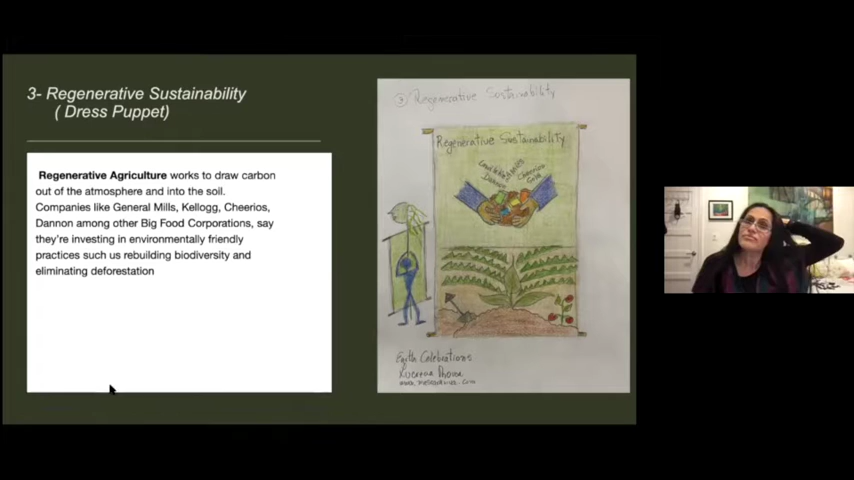 3- Regenerative Sustainability
( Dress Puppet)
Regenerative Agriculture works to draw carbon
out of the atmosphere and into the soil.
Companies like General Mills, Kellogg, Cheerios,
Dannon among other Big Food Corporations, say
they're investing in environmentally friendly
practices such us rebuilding biodiversity and
eliminating deforestation
③ Regenerative Sustainability
Regenerative Sustainability
Dannon
Cheerios
Earth Celebrations